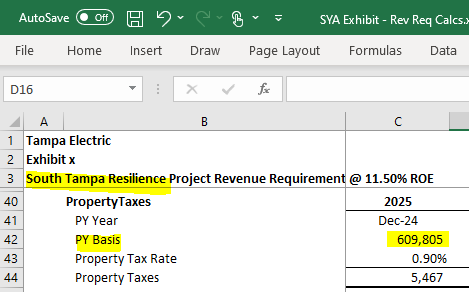 AutoSave Off SYA Exhibit - Rev Req Calcs.x
File Home Insert Draw Page Layout Formulas Data
D16 fx
A B C
1 Tampa Electric
2 Exhibit x
3 South Tampa Resilience Project Revenue Requirement @ 11.50% ROE
40 PropertyTaxes 2025
41 PY Year Dec-24
42 PY Basis 609,805
43 Property Tax Rate 0.90%
44 Property Taxes 5,467